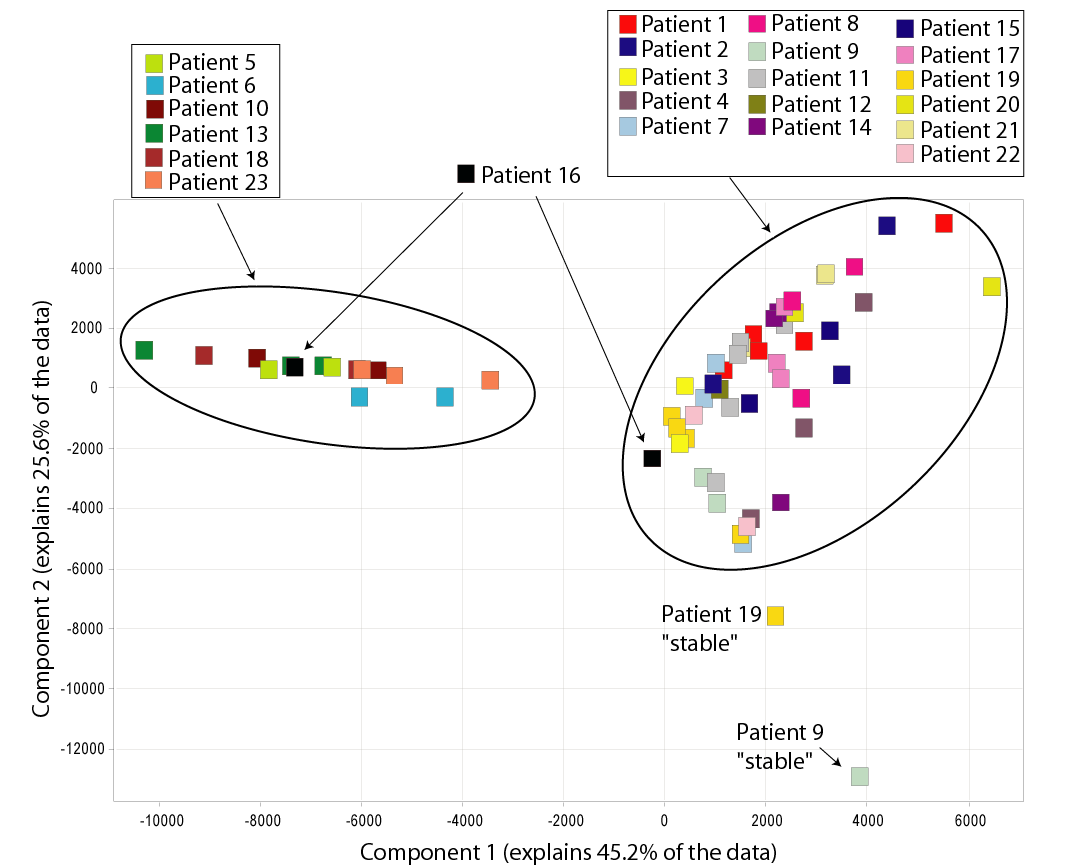 Patient 1
Patient 2
Patient 3
Patient 4
Patient 7
Patient 8
Patient 9
Patient 11
Patient 12
Patient 14
Patient 15
Patient 17
Patient 19
Patient 20
Patient 21
Patient 22
Patient 5
Patient 6
Patient 10
Patient 13
Patient 18
Patient 23
Patient 16
4000
2000
0
-2000
-4000
-6000
-8000
-10000
-12000
Component 2 (explains 25.6% of the data)
Patient 19
"stable"
Patient 9
"stable"
-10000
-8000
-6000
-4000
-2000
0
2000
4000
6000
Component 1 (explains 45.2% of the data)